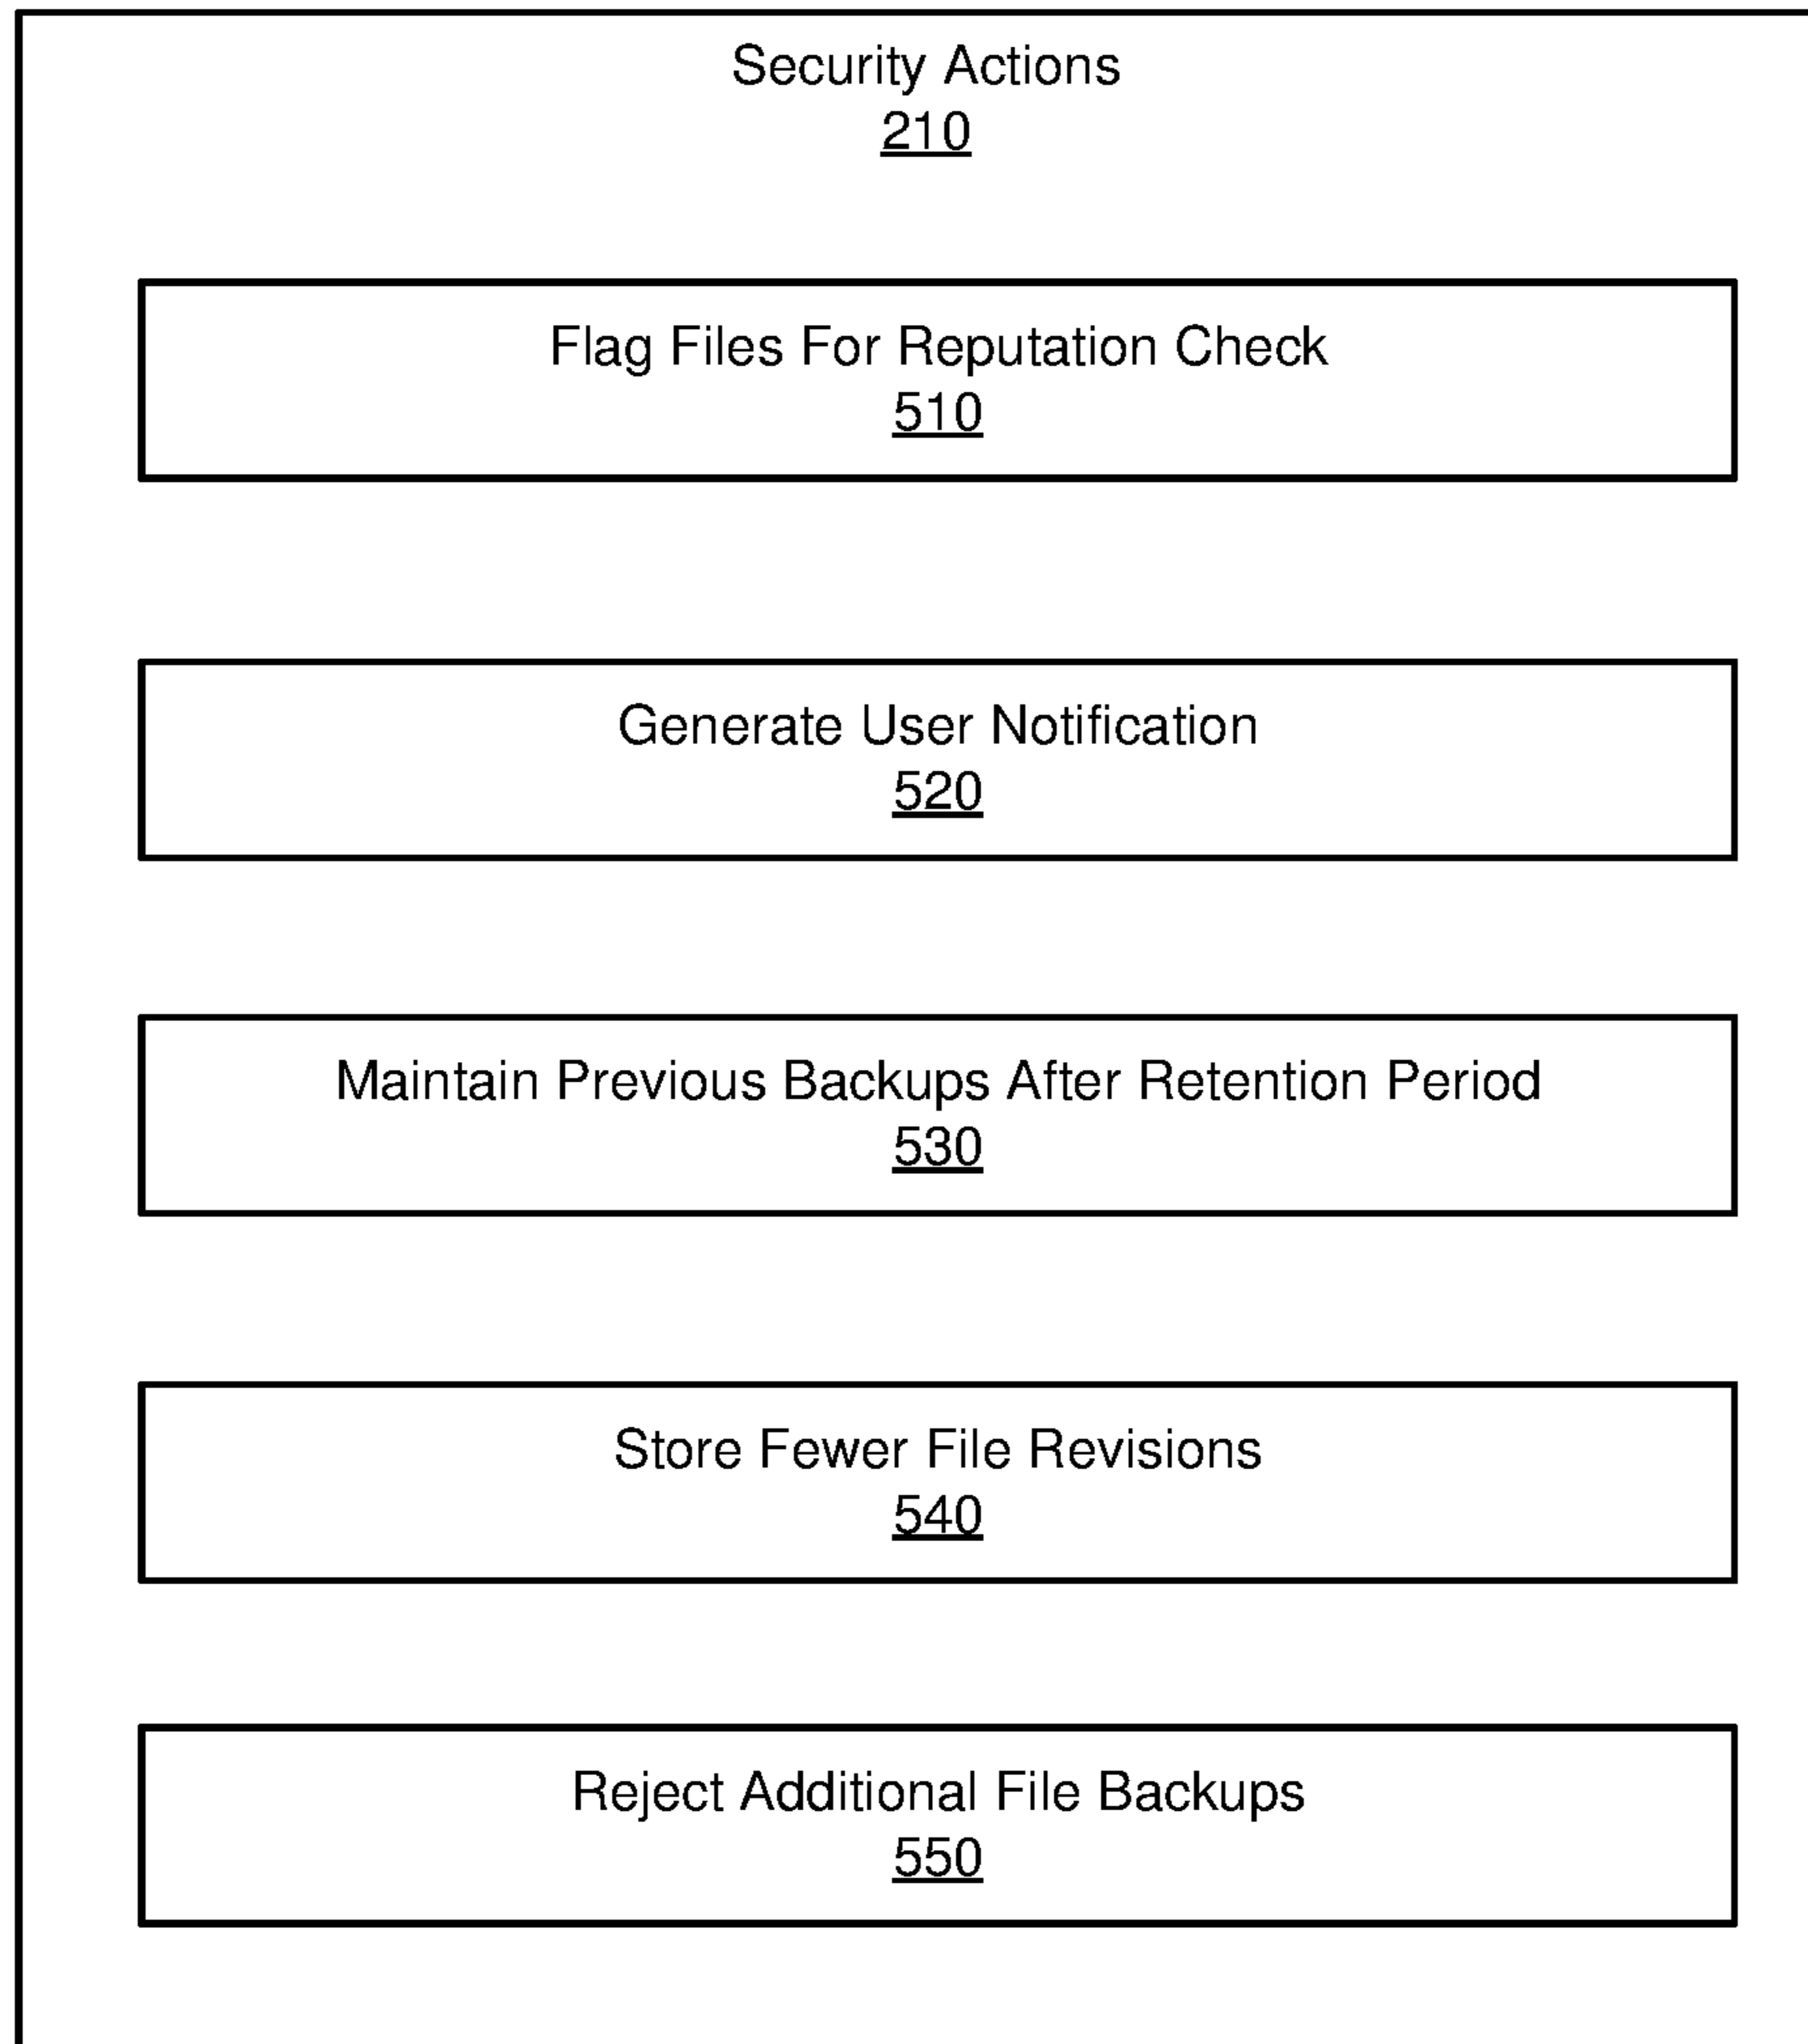 Security Actions
210
Flag Files For Reputation Check
510
Generate User Notification
520
Maintain Previous Backups After Retention Period
530
Store Fewer File Revisions
540
Reject Additional File Backups
550